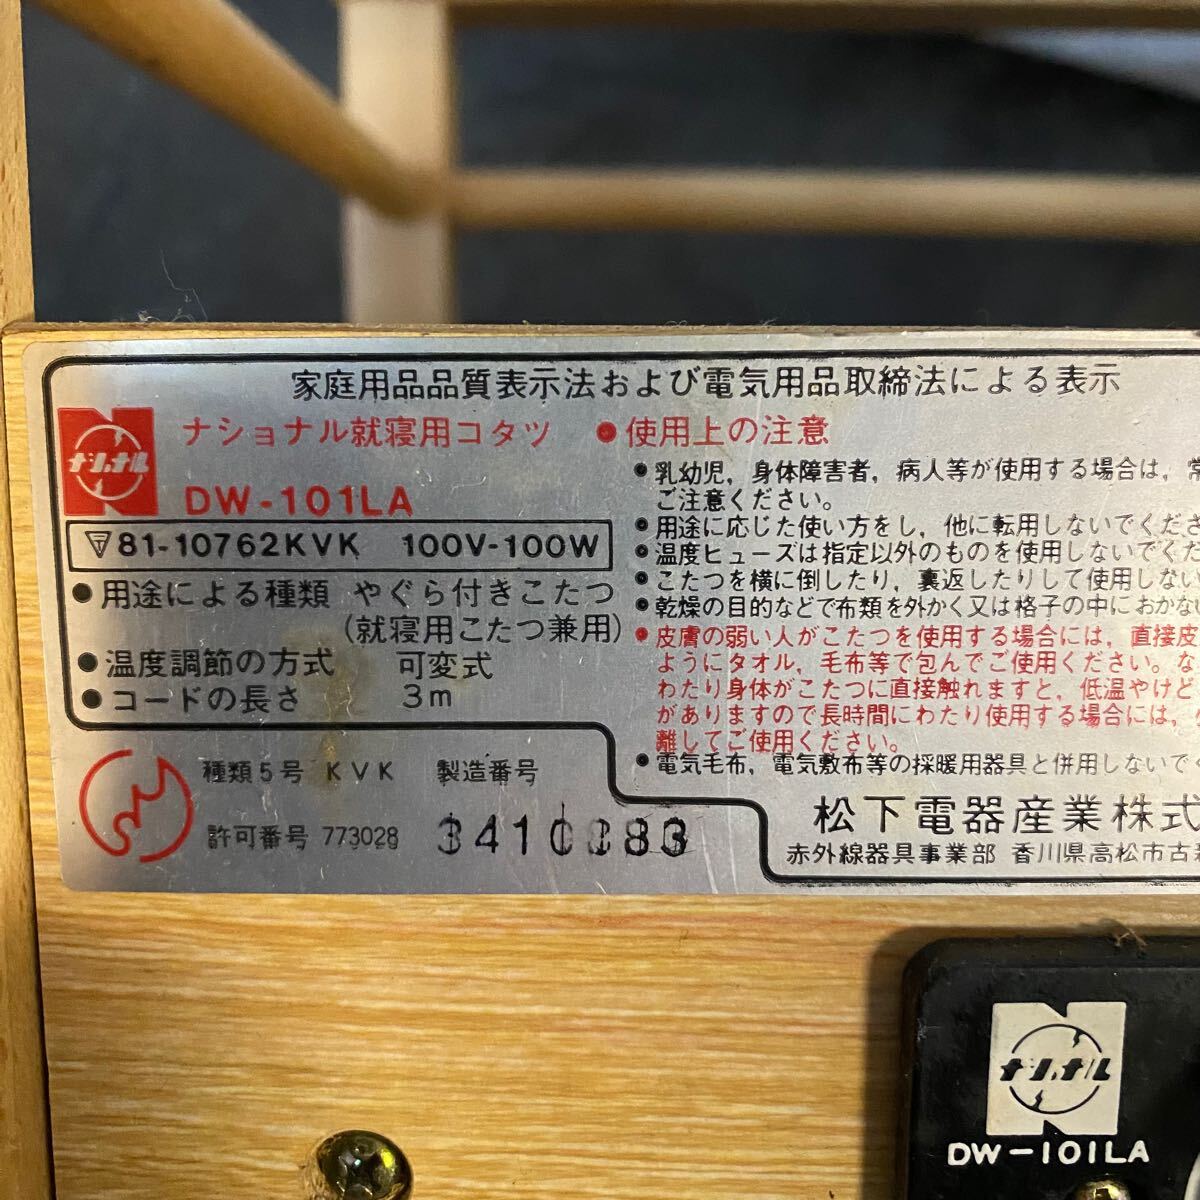 家庭用品品質表示法および電気用品取締法による表示
ナショナル
ナショナル就寝用コタツ
DW-101LA
〒81-10762KVK 100V-100W
●用途による種類 やぐら付きこたつ
(就寝用こたつ兼用)
●温度調節の方式 可変式
●コードの長さ 3m
種類5号 KVK 製造番号
許可番号 773028 3410383
●使用上の注意
●乳幼児，身体障害者，病人等が使用する場合は，常
ご注意ください。
●用途に応じた使い方をし，他に転用しないでくださ
●温度ヒューズは指定以外のものを使用しないでくだ
●こたつを横に倒したり，裏返したりして使用しない
●乾燥の目的などで布類を外かく又は格子の中におかな
●皮膚の弱い人がこたつを使用する場合には，直接皮
ようにタオル，毛布等で包んでご使用ください。な
わたり身体がこたつに直接触れますと，低温やけど
がありますので長時間にわたり使用する場合には，
離してご使用ください。
●電気毛布，電気敷布等の採暖用器具と併用しないでく
松下電器産業株式
赤外線器具事業部 香川県高松市古新
ナショナル
DW-101LA